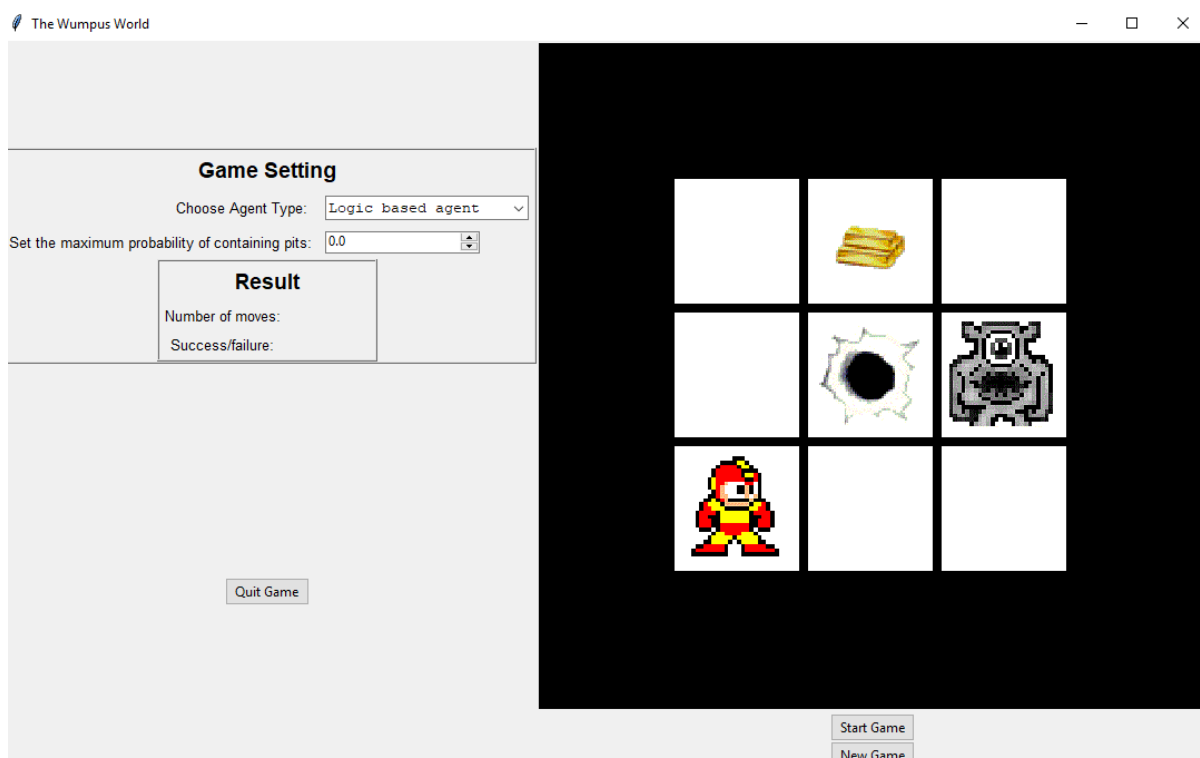 The Wumpus World
Game Setting
Choose Agent Type: Logic based agent
Set the maximum probability of containing pits: 0.0
Result
Number of moves:
Success/failure:
Quit Game
Start Game
New Game